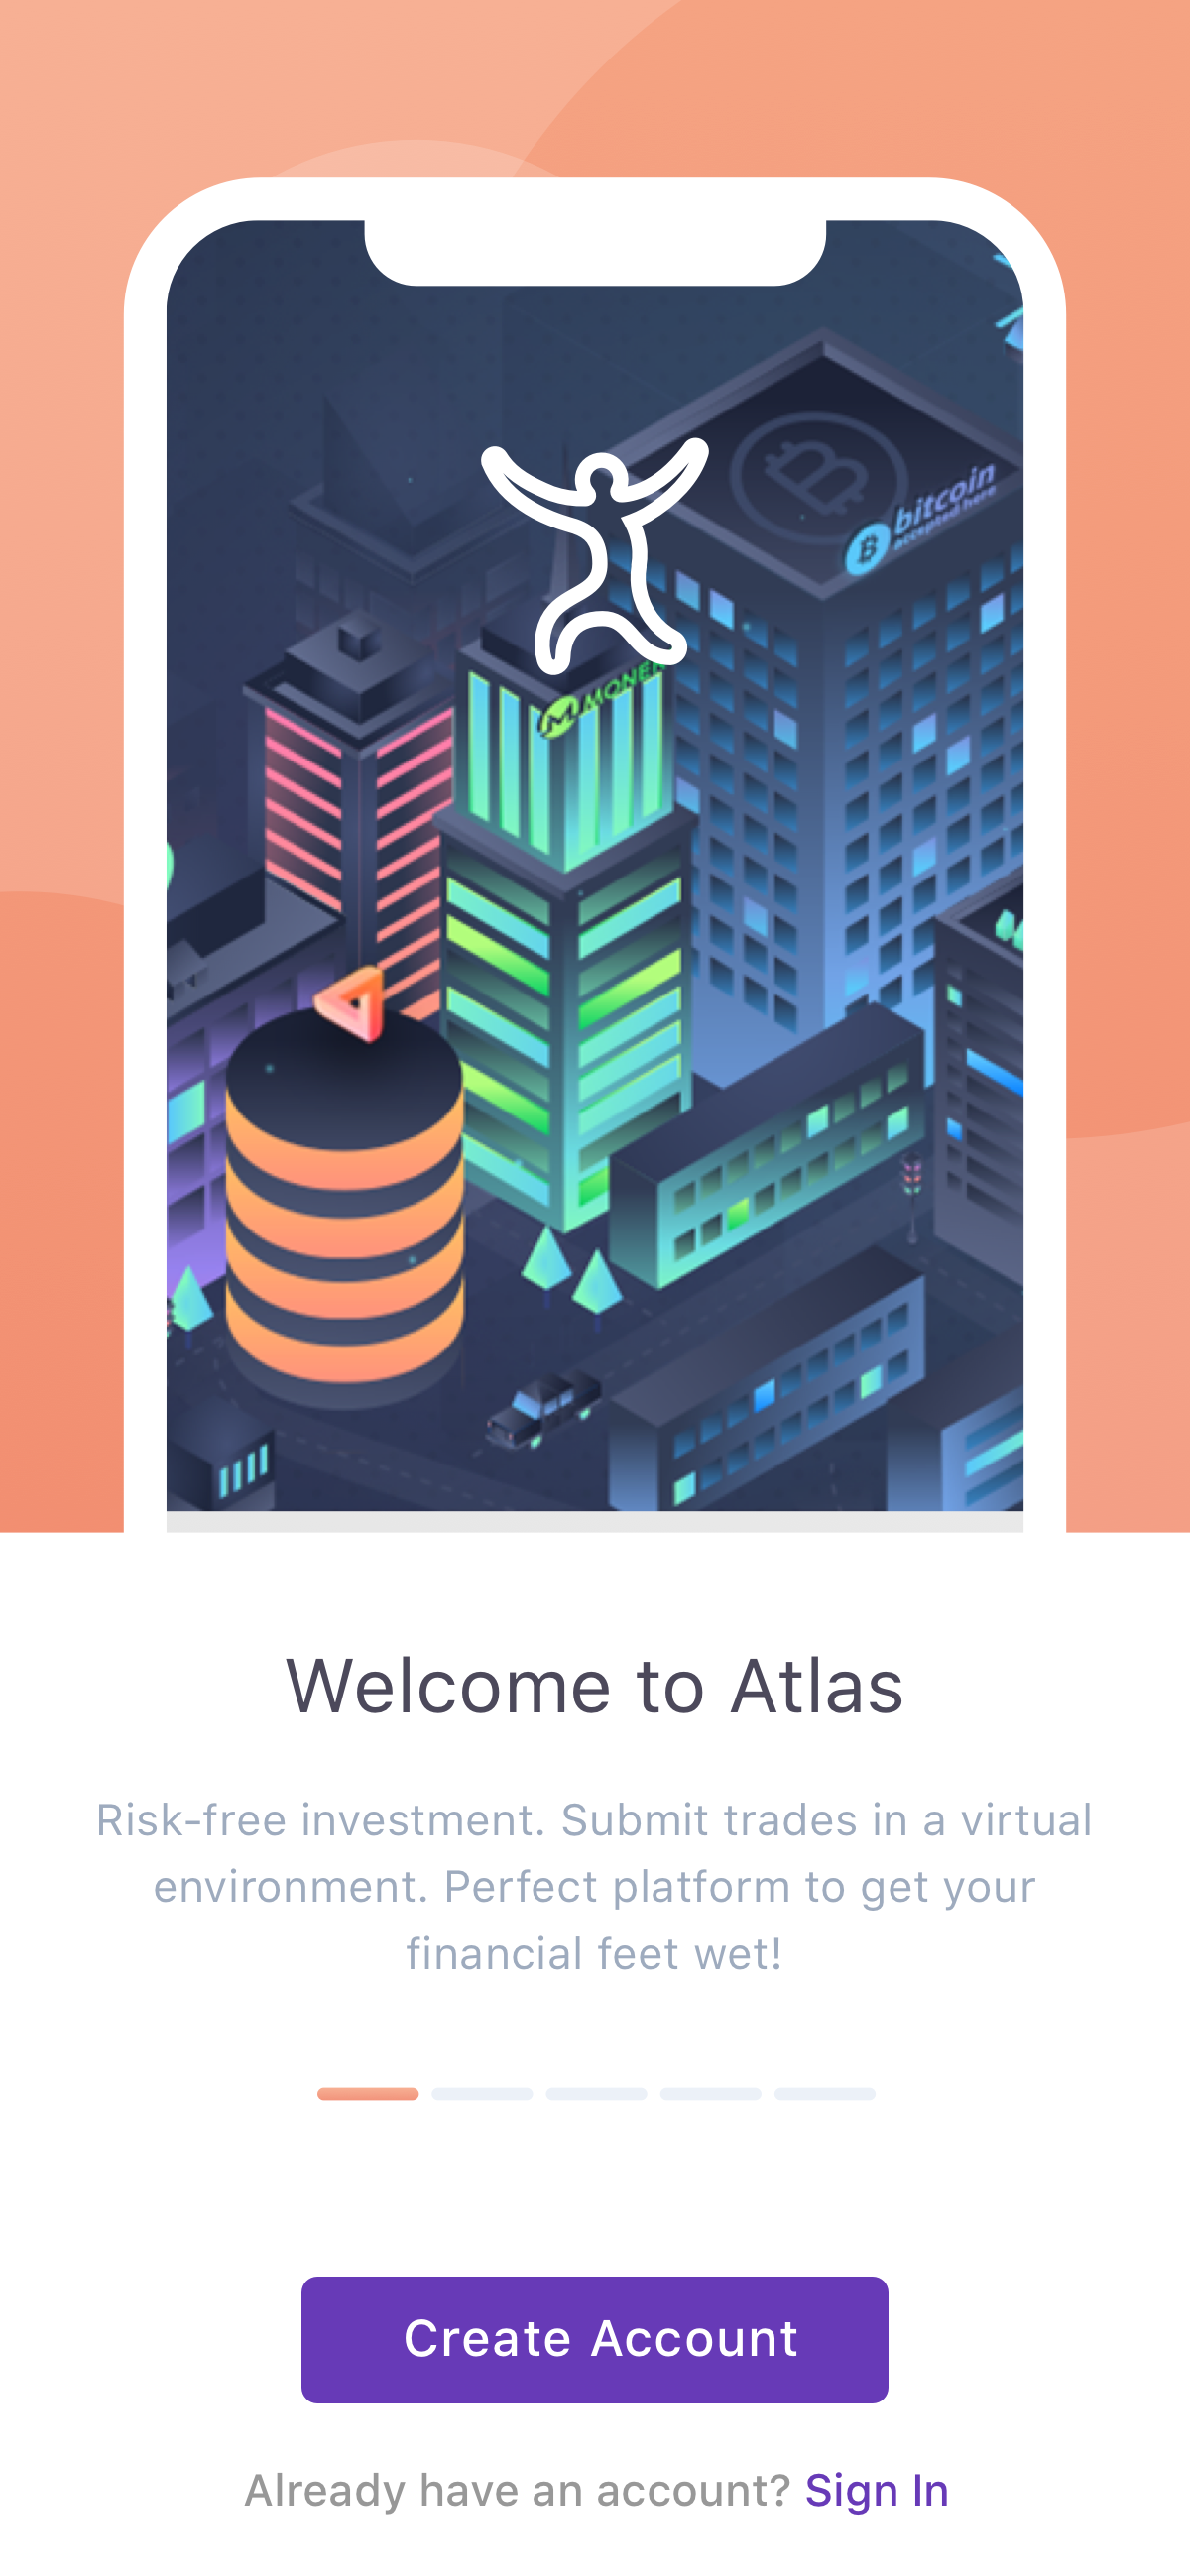 bitcoin
accepted here
MONER
Welcome to Atlas
Risk-free investment. Submit trades in a virtual
environment. Perfect platform to get your
financial feet wet!
Create Account
Already have an account? Sign In